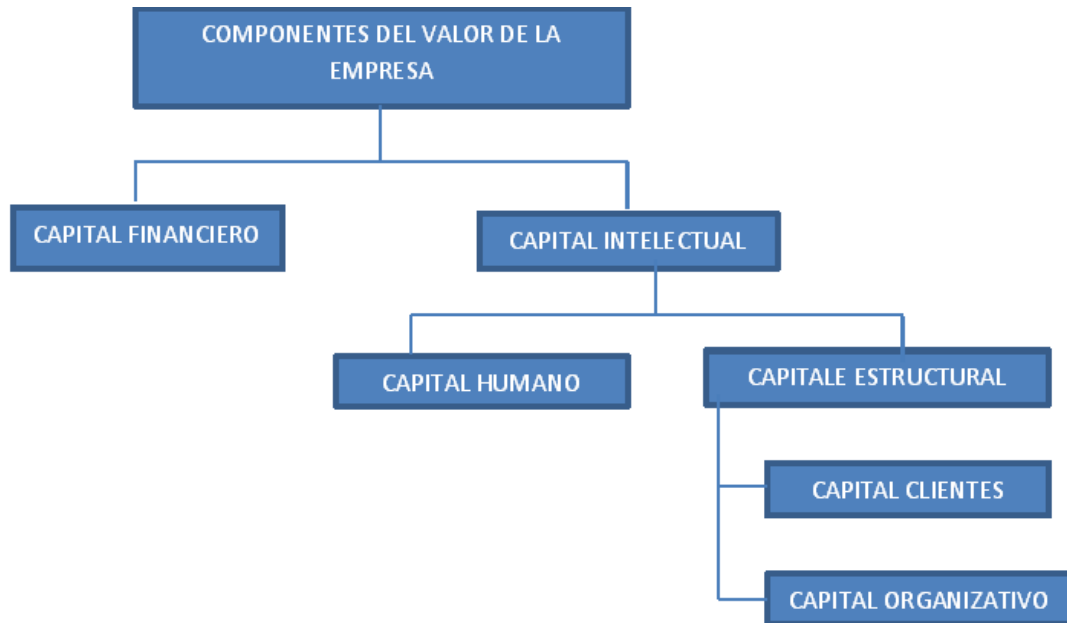 COMPONENTES DEL VALOR DE LA
EMPRESA
CAPITAL FINANCIERO
CAPITAL INTELECTUAL
CAPITAL HUMANO
CAPITALE ESTRUCTURAL
CAPITAL CLIENTES
CAPITAL ORGANIZATIVO